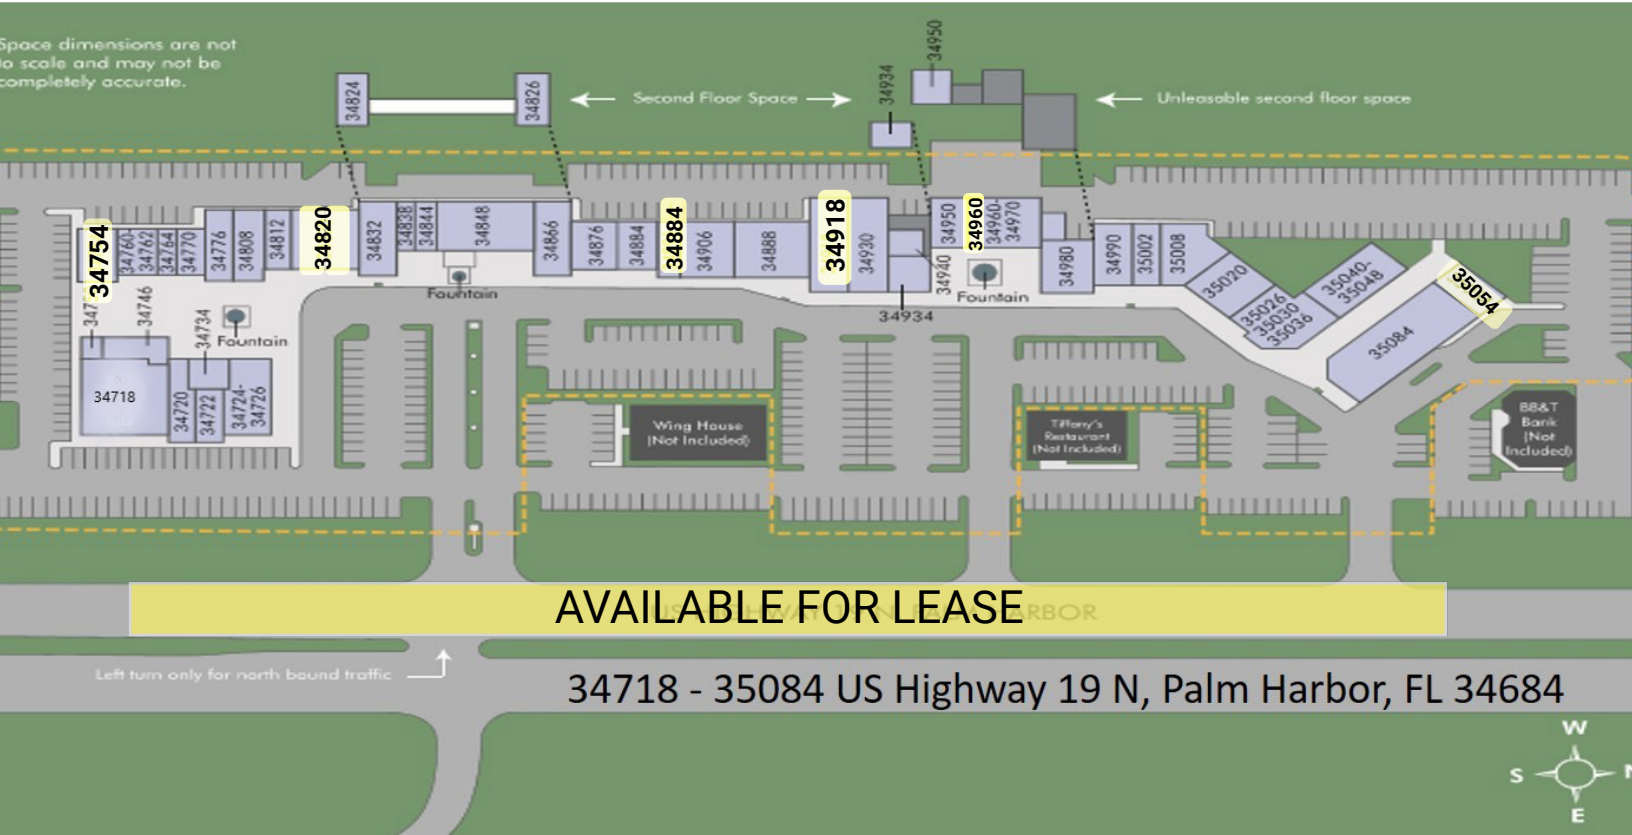 Space dimensions are not
to scale and may not be
completely accurate.
34950
34934
34824
34826
Second Floor Space
Unleasable second floor space
34754
34760-
34762
34764
34770
34776
34808
34812
34820
34832
34838
34844
34848
34866
34876
34884
34884
34906
34888
34918
34930
34940
34950
34960
34960-
34970
34980
34990
35002
35008
35020
35026
35030
35036
35040-
35048
35054
35084
34746
34734
Fountain
Fountain
Fountain
34934
34718
34720
34722
34724-
34726
Wing House
(Not Included)
Tiffany's
Restaurant
(Not Included)
BB&T
Bank
(Not
Included)
AVAILABLE FOR LEASE
US HIGHWAY 19 N, PALM HARBOR
Left turn only for north bound traffic
34718 - 35084 US Highway 19 N, Palm Harbor, FL 34684
W
S
N
E